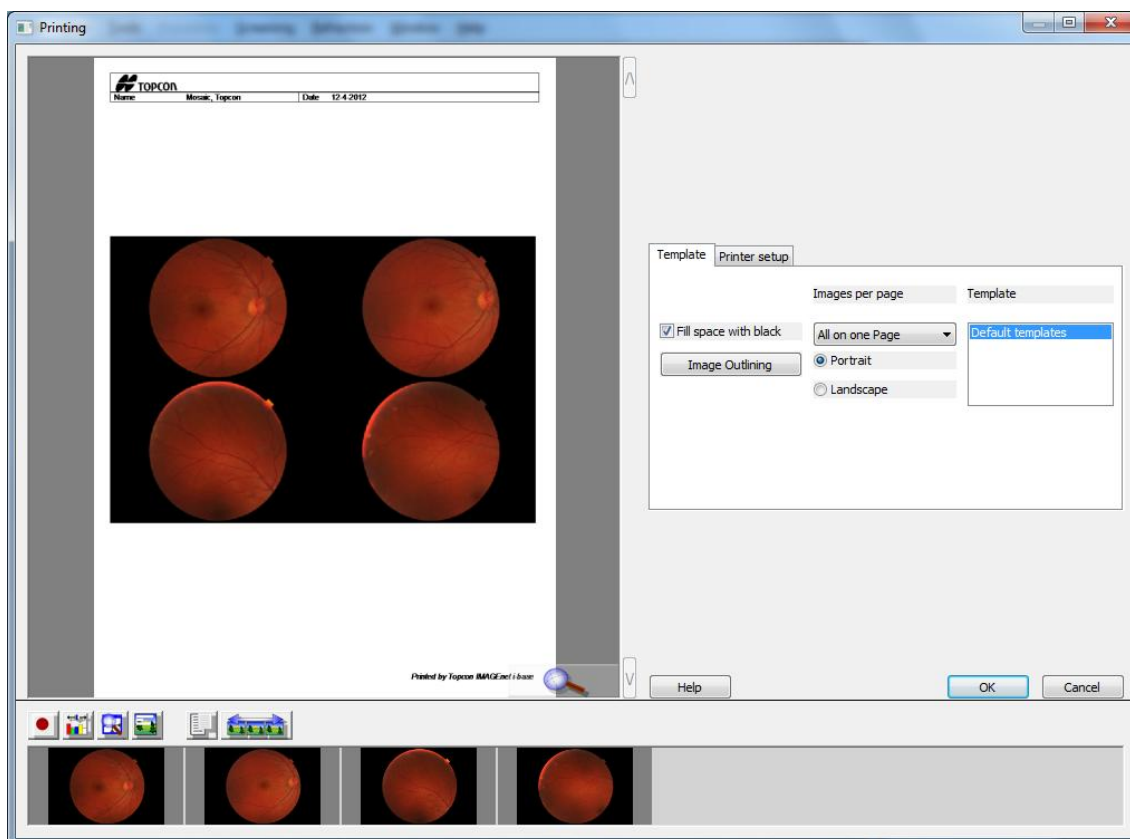 Printing
TOPCON
Name Mosaic, Topcon Date 12-4-2012
Template Printer setup
Images per page Template
Fill space with black All on one Page Default templates
Image Outlining Portrait
Landscape
Printed by Topcon IMAGEnet i-base
Help OK Cancel